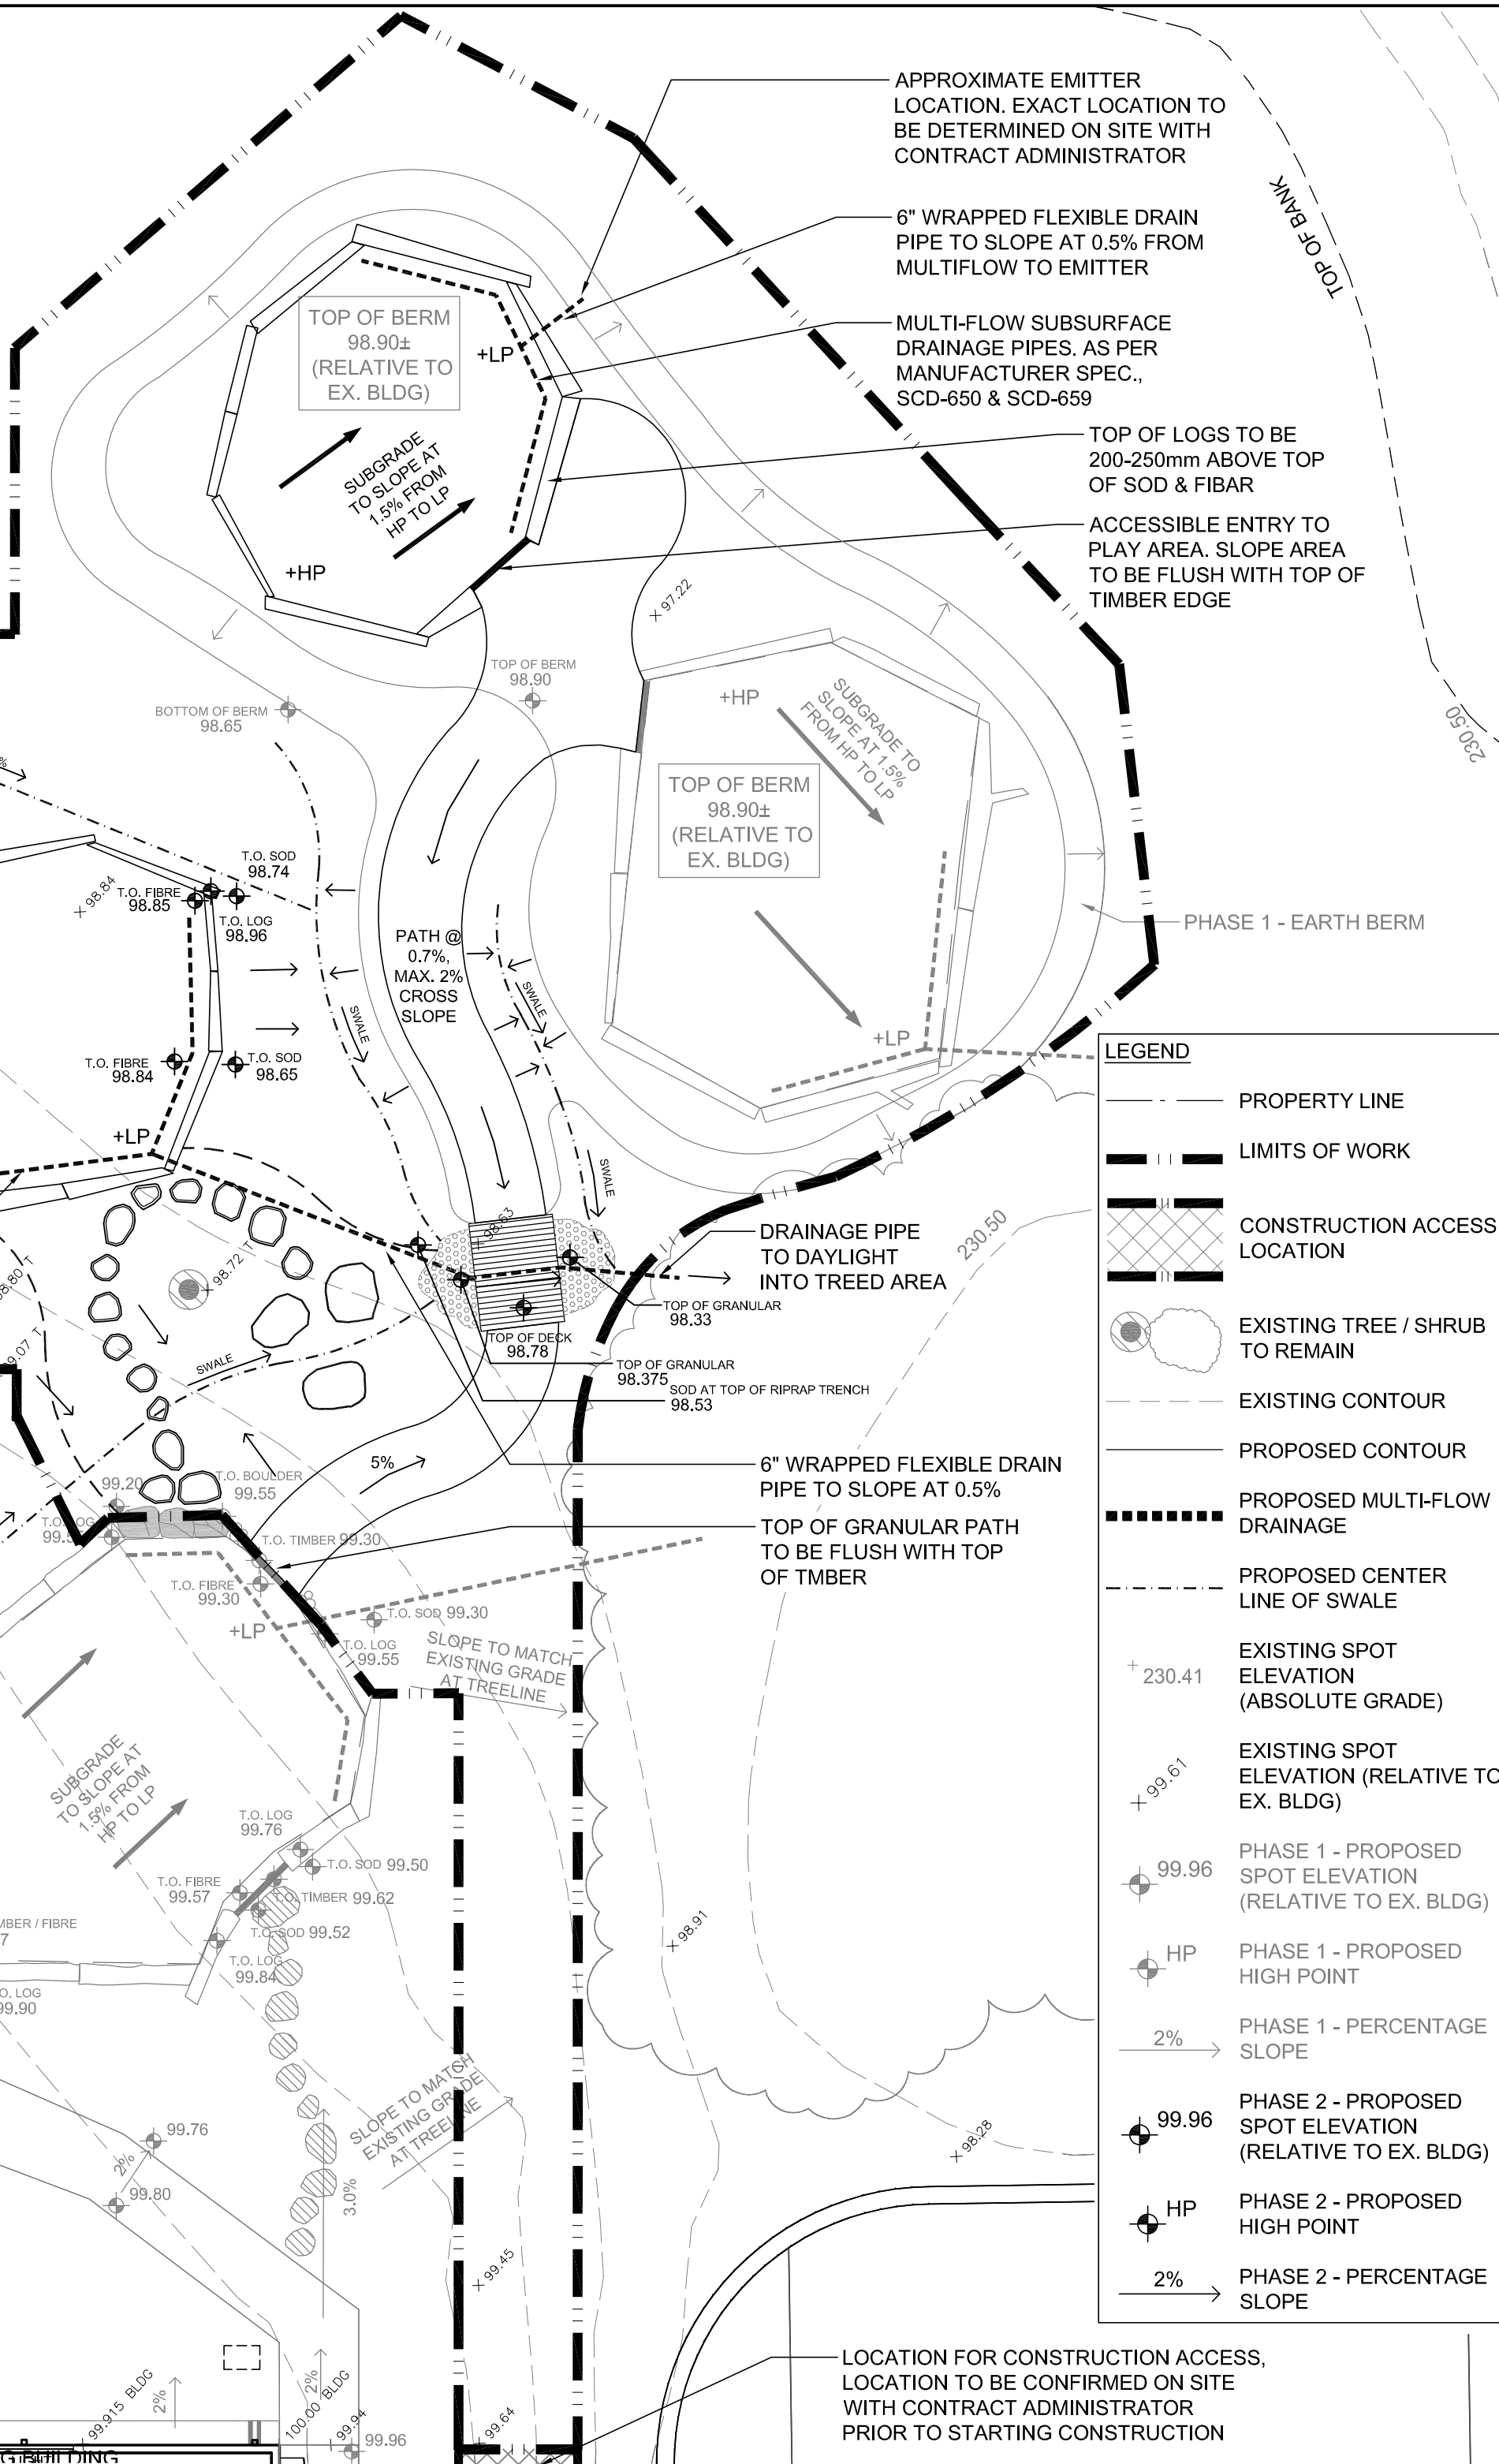 APPROXIMATE EMITTER
LOCATION. EXACT LOCATION TO
BE DETERMINED ON SITE WITH
CONTRACT ADMINISTRATOR
6" WRAPPED FLEXIBLE DRAIN
PIPE TO SLOPE AT 0.5% FROM
MULTIFLOW TO EMITTER
MULTI-FLOW SUBSURFACE
DRAINAGE PIPES. AS PER
MANUFACTURER SPEC.,
SCD-650 & SCD-659
TOP OF LOGS TO BE
200-250mm ABOVE TOP
OF SOD & FIBAR
ACCESSIBLE ENTRY TO
PLAY AREA. SLOPE AREA
TO BE FLUSH WITH TOP OF
TIMBER EDGE
TOP OF BANK
230.50
TOP OF BERM
98.90±
(RELATIVE TO
EX. BLDG)
+LP
SUBGRADE
TO SLOPE AT
1.5% FROM
HP TO LP
+HP
97.22
TOP OF BERM
98.90
BOTTOM OF BERM
98.65
+HP
SUBGRADE TO
SLOPE AT 1.5%
FROM HP TO LP
TOP OF BERM
98.90±
(RELATIVE TO
EX. BLDG)
+LP
PHASE 1 - EARTH BERM
T.O. SOD
98.74
98.84
T.O. FIBRE
98.85
T.O. LOG
98.96
PATH @
0.7%,
MAX. 2%
CROSS
SLOPE
SWALE
SWALE
T.O. FIBRE
98.84
T.O. SOD
98.65
+LP
SWALE
98.63
98.72 T
DRAINAGE PIPE
TO DAYLIGHT
INTO TREED AREA
230.50
TOP OF GRANULAR
98.33
TOP OF DECK
98.78
TOP OF GRANULAR
98.375
SOD AT TOP OF RIPRAP TRENCH
98.53
SWALE
5%
6" WRAPPED FLEXIBLE DRAIN
PIPE TO SLOPE AT 0.5%
TOP OF GRANULAR PATH
TO BE FLUSH WITH TOP
OF TMBER
99.20
T.O. BOULDER
99.55
T.O. LOG
T.O. TIMBER 99.30
T.O. FIBRE
99.30
+LP
T.O. SOD 99.30
T.O. LOG
99.55
SLOPE TO MATCH
EXISTING GRADE
AT TREELINE
SUBGRADE
TO SLOPE AT
1.5% FROM
HP TO LP
T.O. LOG
99.76
T.O. SOD 99.50
T.O. FIBRE
99.57
T.O. TIMBER 99.62
T.O. SOD 99.52
MBER / FIBRE
7
T.O. LOG
99.84
O. LOG
99.90
98.91
SLOPE TO MATCH
EXISTING GRADE
AT TREELINE
99.76
2%
99.80
3.0%
98.28
99.45
99.915 BLDG
2%
2%
100.00 BLDG
99.94
99.96
99.64
G BUILDING
LOCATION FOR CONSTRUCTION ACCESS,
LOCATION TO BE CONFIRMED ON SITE
WITH CONTRACT ADMINISTRATOR
PRIOR TO STARTING CONSTRUCTION
LEGEND
PROPERTY LINE
LIMITS OF WORK
CONSTRUCTION ACCESS
LOCATION
EXISTING TREE / SHRUB
TO REMAIN
EXISTING CONTOUR
PROPOSED CONTOUR
PROPOSED MULTI-FLOW
DRAINAGE
PROPOSED CENTER
LINE OF SWALE
230.41
EXISTING SPOT
ELEVATION
(ABSOLUTE GRADE)
99.61
EXISTING SPOT
ELEVATION (RELATIVE TO
EX. BLDG)
99.96
PHASE 1 - PROPOSED
SPOT ELEVATION
(RELATIVE TO EX. BLDG)
HP
PHASE 1 - PROPOSED
HIGH POINT
2%
PHASE 1 - PERCENTAGE
SLOPE
99.96
PHASE 2 - PROPOSED
SPOT ELEVATION
(RELATIVE TO EX. BLDG)
HP
PHASE 2 - PROPOSED
HIGH POINT
2%
PHASE 2 - PERCENTAGE
SLOPE